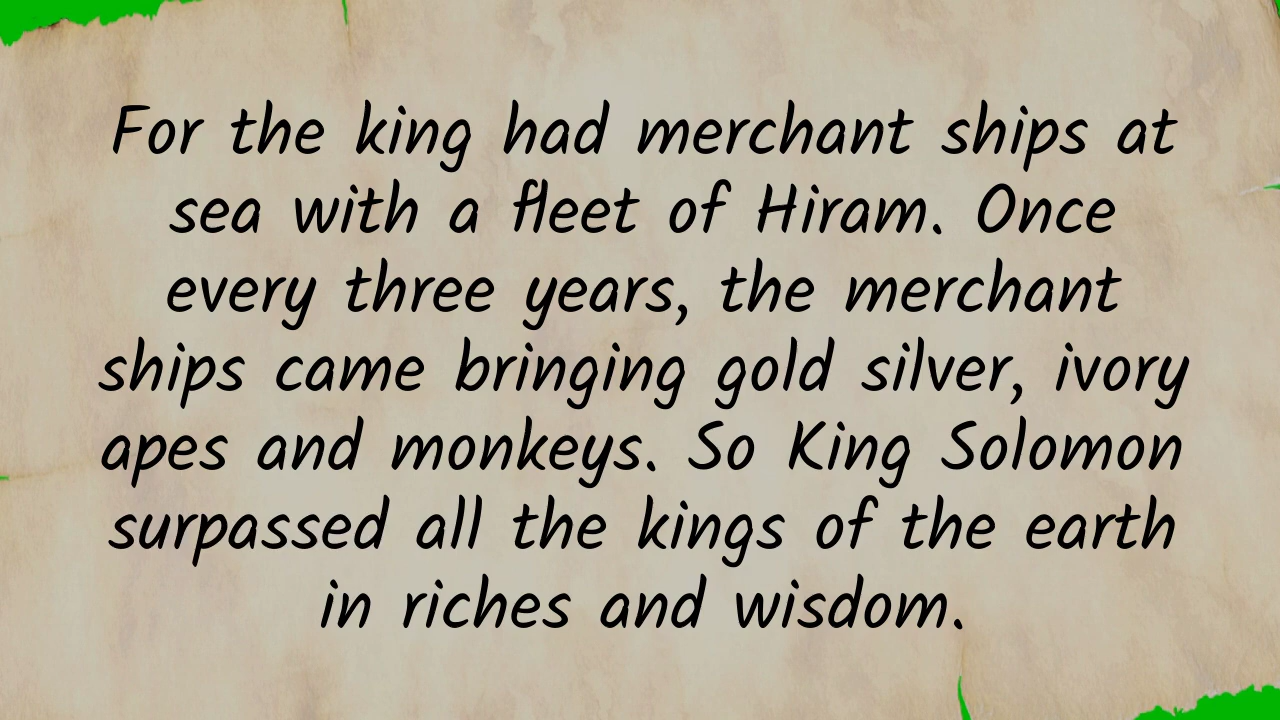 For the king had merchant ships at
sea with a fleet of Hiram. Once
every three years, the merchant
ships came bringing gold silver, ivory
apes and monkeys. So King Solomon
surpassed all the kings of the earth
in riches and wisdom.